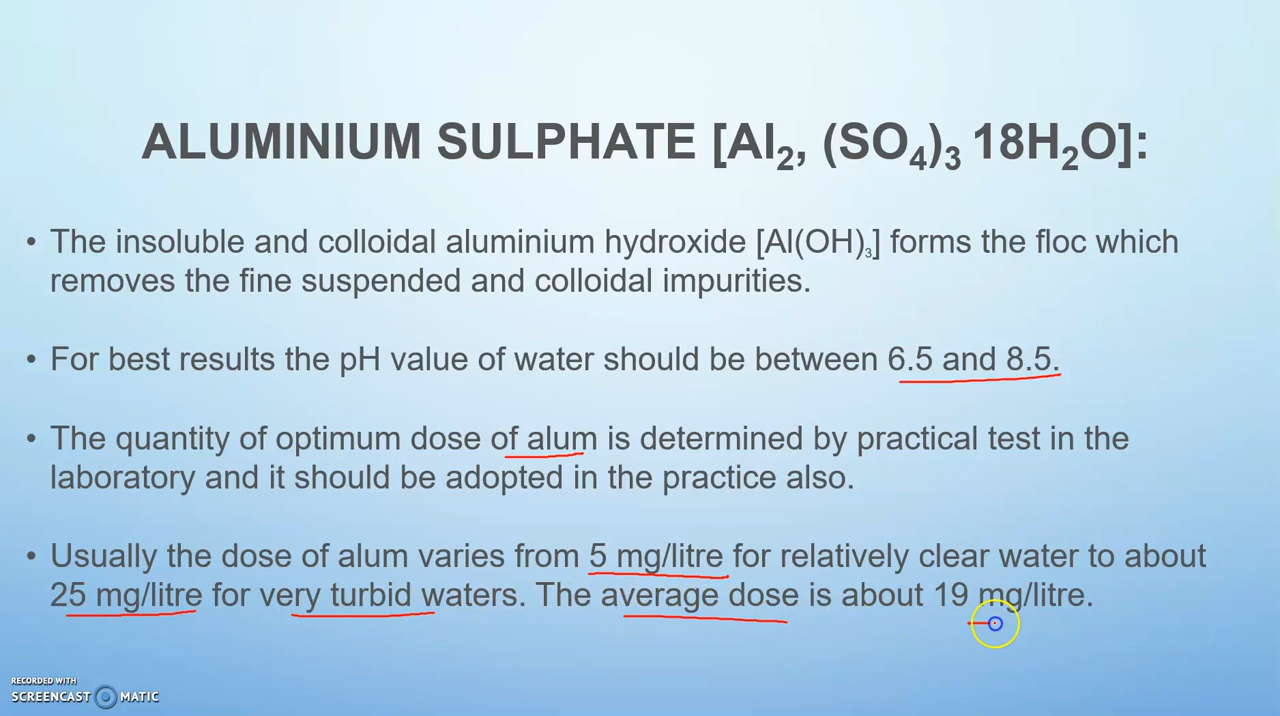 ALUMINIUM SULPHATE [Al₂, (SO₄)₃ 18H₂O]:
• The insoluble and colloidal aluminium hydroxide [Al(OH)₃] forms the floc which
removes the fine suspended and colloidal impurities.
• For best results the pH value of water should be between 6.5 and 8.5.
• The quantity of optimum dose of alum is determined by practical test in the
laboratory and it should be adopted in the practice also.
• Usually the dose of alum varies from 5 mg/litre for relatively clear water to about
25 mg/litre for very turbid waters. The average dose is about 19 mg/litre.
RECORDED WITH
SCREENCAST MATIC